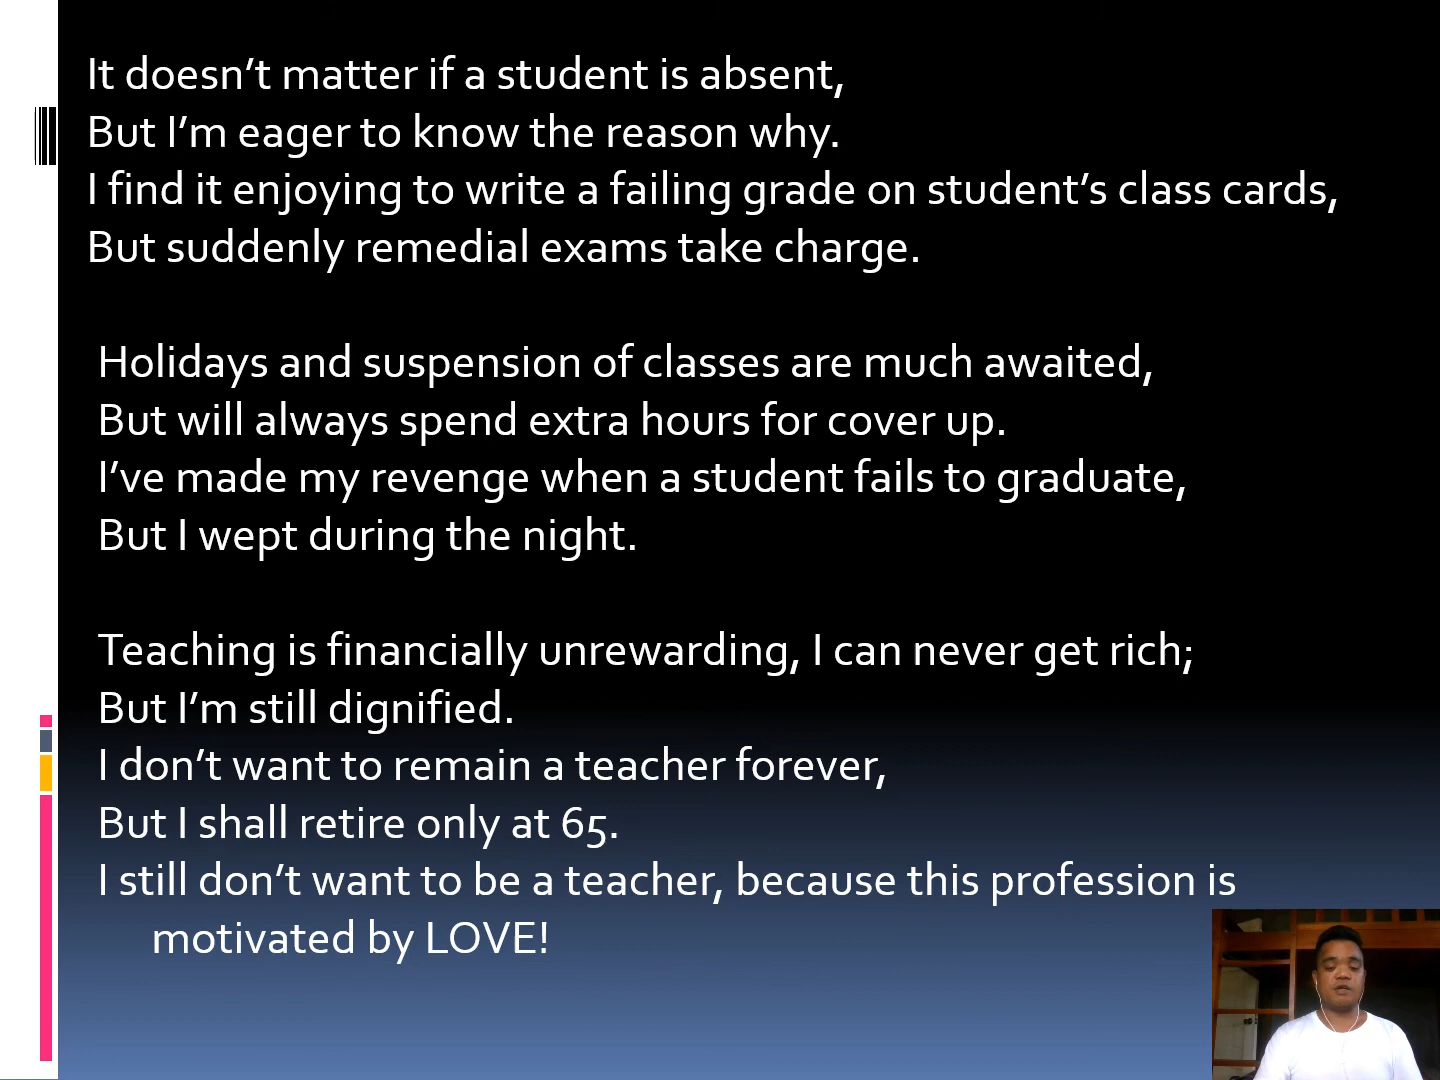 It doesn’t matter if a student is absent,
But I’m eager to know the reason why.
I find it enjoying to write a failing grade on student’s class cards,
But suddenly remedial exams take charge.
Holidays and suspension of classes are much awaited,
But will always spend extra hours for cover up.
I’ve made my revenge when a student fails to graduate,
But I wept during the night.
Teaching is financially unrewarding, I can never get rich;
But I’m still dignified.
I don’t want to remain a teacher forever,
But I shall retire only at 65.
I still don’t want to be a teacher, because this profession is
motivated by LOVE!